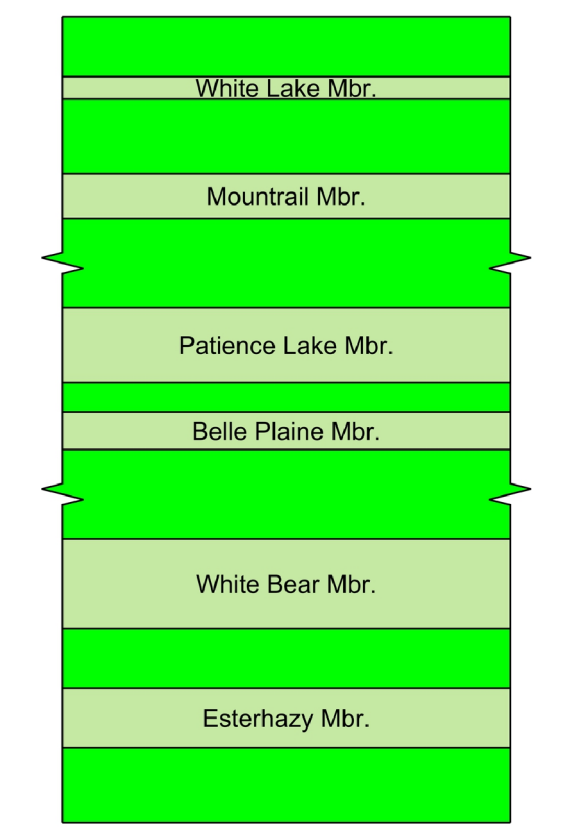 White Lake Mbr.
Mountrail Mbr.
Patience Lake Mbr.
Belle Plaine Mbr.
White Bear Mbr.
Esterhazy Mbr.